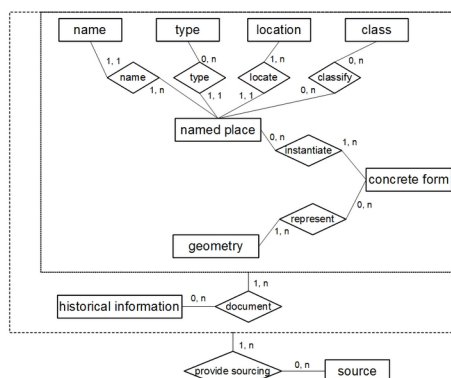 name type location class
1, 1 0, n 1, n 0, n
name type locate classify
1, n 1, 1 1, 1 0, n
named place
0, n 1, n
instantiate
concrete form
0, n
represent
1, n
geometry
1, n
historical information 0, n document
1, n
provide sourcing 0, n source